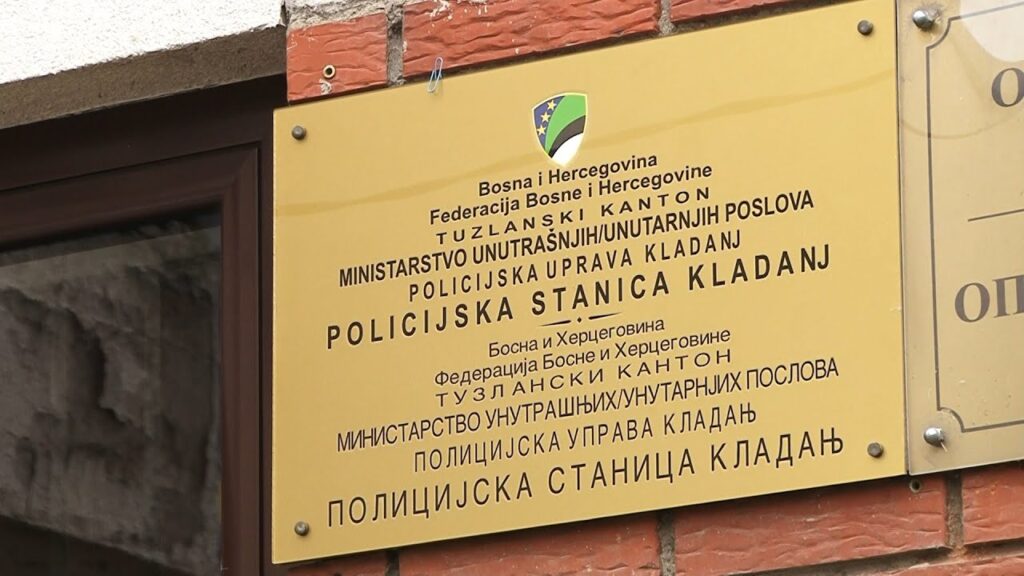 Bosna i Hercegovina
Federacija Bosne i Hercegovine
TUZLANSKI KANTON
MINISTARSTVO UNUTRAŠNJIH/UNUTARNJIH POSLOVA
POLICIJSKA UPRAVA KLADANJ
POLICIJSKA STANICA KLADANJ
Босна и Херцеговина
Федерација Босне и Херцеговине
ТУЗЛАНСКИ КАНТОН
МИНИСТАРСТВО УНУТРАШЊИХ/УНУТАРЊИХ ПОСЛОВА
ПОЛИЦИЈСКА УПРАВА КЛАДАЊ
ПОЛИЦИЈСКА СТАНИЦА КЛАДАЊ